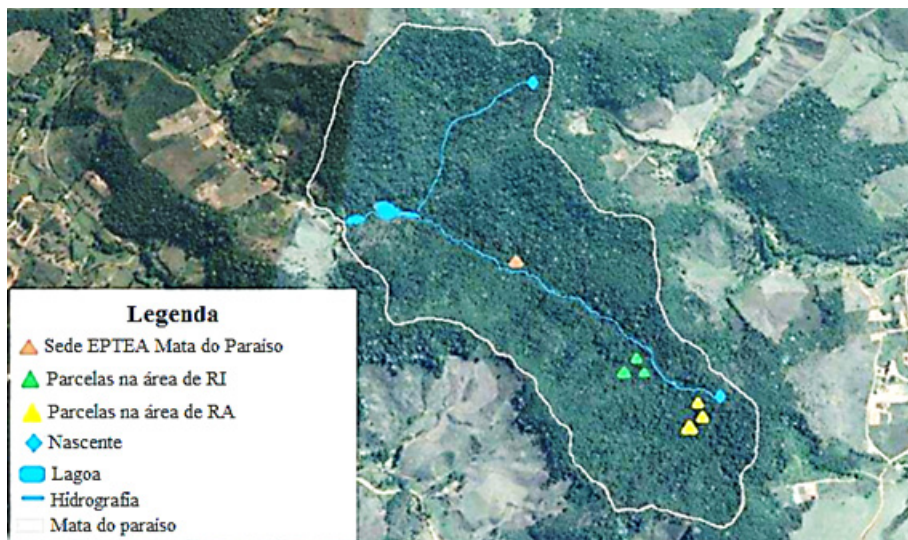 Legenda
Sede EPTEA Mata do Paraíso
Parcelas na área de RI
Parcelas na área de RA
Nascente
Lagoa
Hidrografia
Mata do paraíso